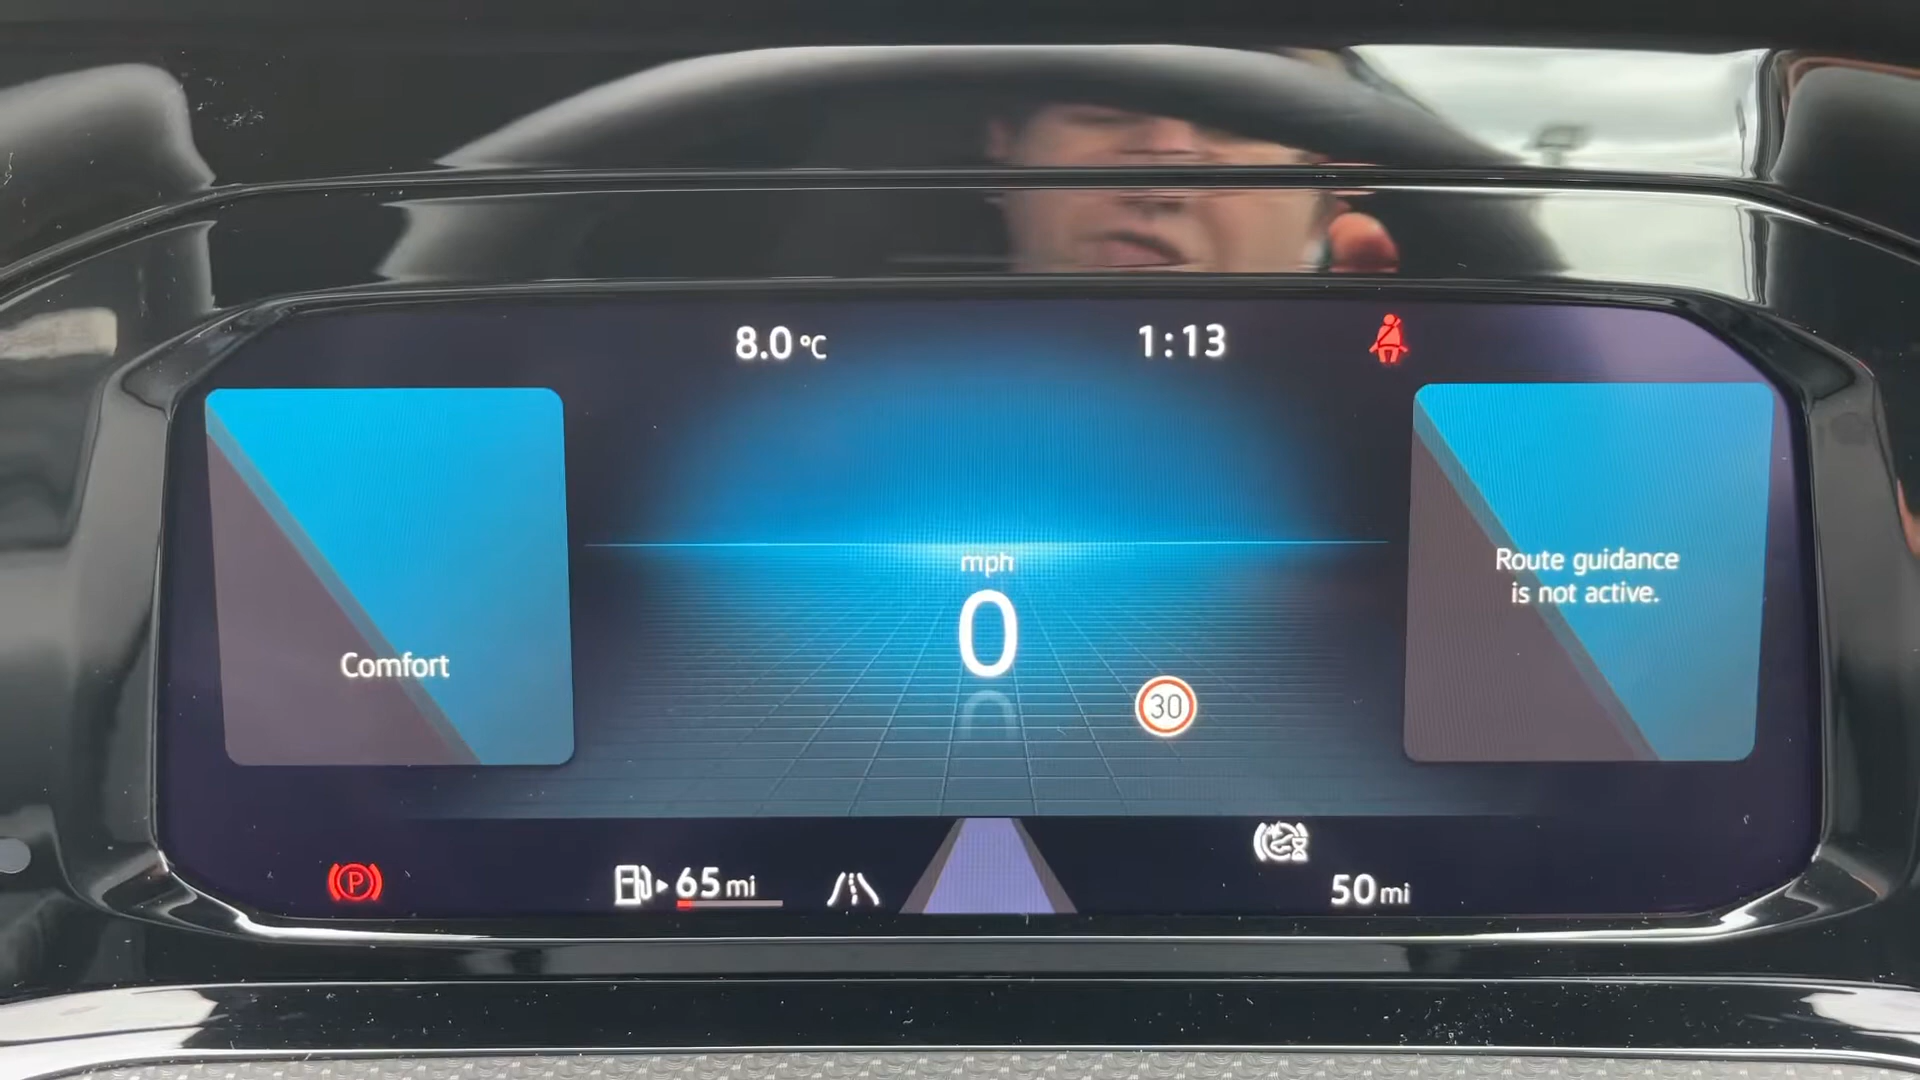 8.0 °C
1:13
Comfort
mph
0
30
Route guidance
is not active.
P
65 mi
50 mi